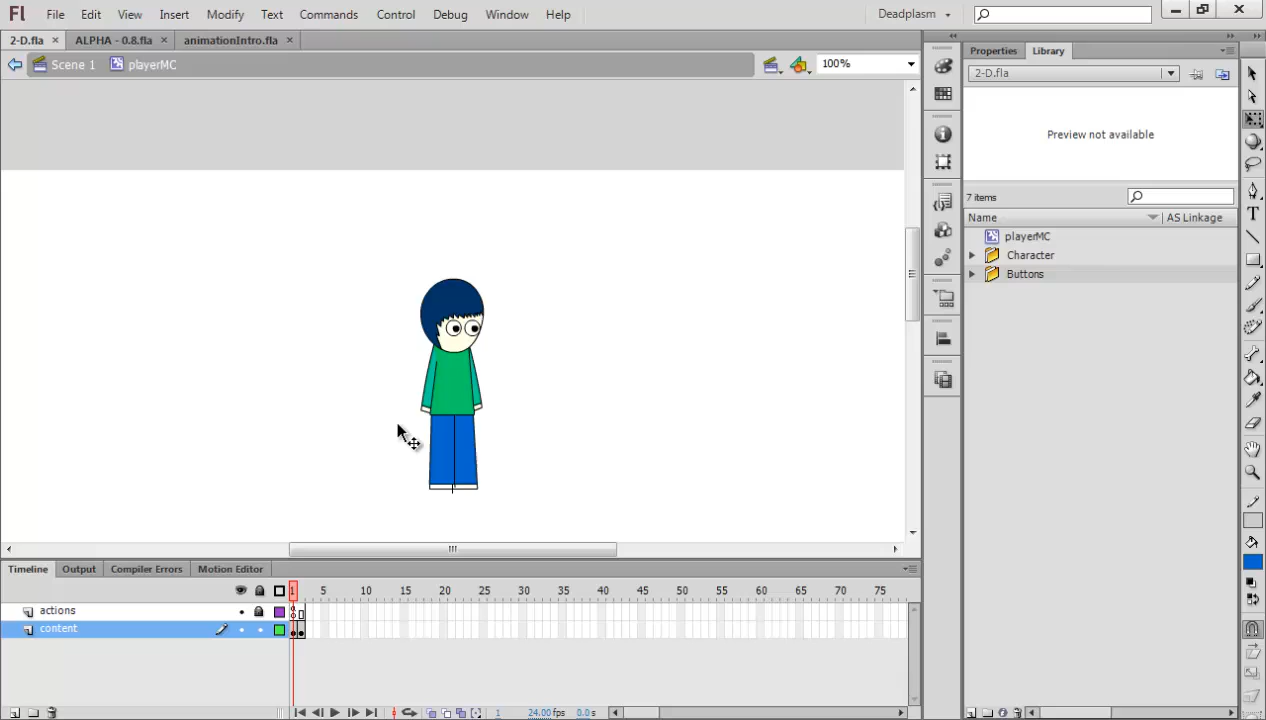 Fl File Edit View Insert Modify Text Commands Control Debug Window Help Deadplasm
2-D.fla ALPHA - 0.8.fla animationIntro.fla
Scene 1 playerMC 100%
Properties Library
2-D.fla
Preview not available
7 items
Name AS Linkage
playerMC
Character
Buttons
Timeline Output Compiler Errors Motion Editor
1 5 10 15 20 25 30 35 40 45 50 55 60 65 70 75
actions
content
1 24.00 fps 0.0 s